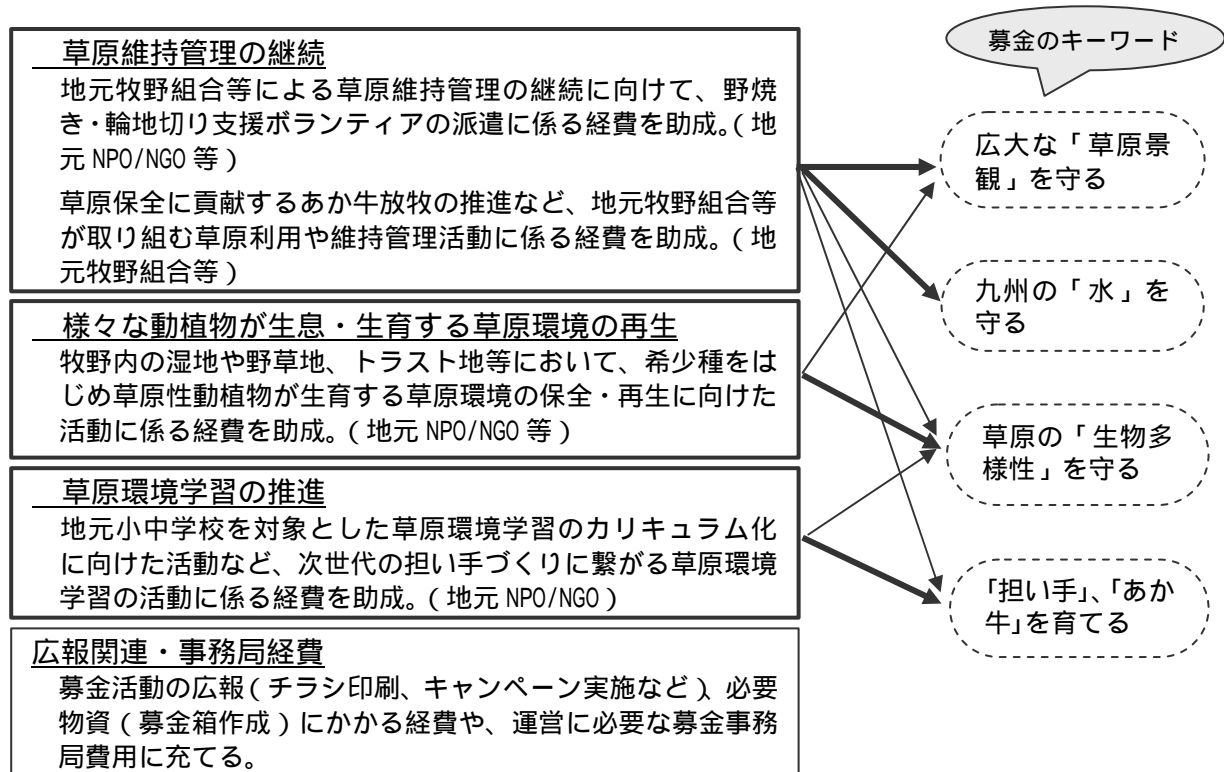 草原維持管理の継続
地元牧野組合等による草原維持管理の継続に向けて、野焼
き・輪地切り支援ボランティアの派遣に係る経費を助成。(地
元 NPO/NGO 等)
草原保全に貢献するあか牛放牧の推進など、地元牧野組合等
が取り組む草原利用や維持管理活動に係る経費を助成。(地
元牧野組合等)
様々な動植物が生息・生育する草原環境の再生
牧野内の湿地や野草地、トラスト地等において、希少種をは
じめ草原性動植物が生育する草原環境の保全・再生に向けた
活動に係る経費を助成。(地元 NPO/NGO 等)
草原環境学習の推進
地元小中学校を対象とした草原環境学習のカリキュラム化
に向けた活動など、次世代の担い手づくりに繋がる草原環境
学習の活動に係る経費を助成。(地元 NPO/NGO)
広報関連・事務局経費
募金活動の広報(チラシ印刷、キャンペーン実施など)、必要
物資(募金箱作成)にかかる経費や、運営に必要な募金事務
局費用に充てる。
募金のキーワード
広大な「草原景
観」を守る
九州の「水」を
守る
草原の「生物多
様性」を守る
「担い手」、「あか
牛」を育てる